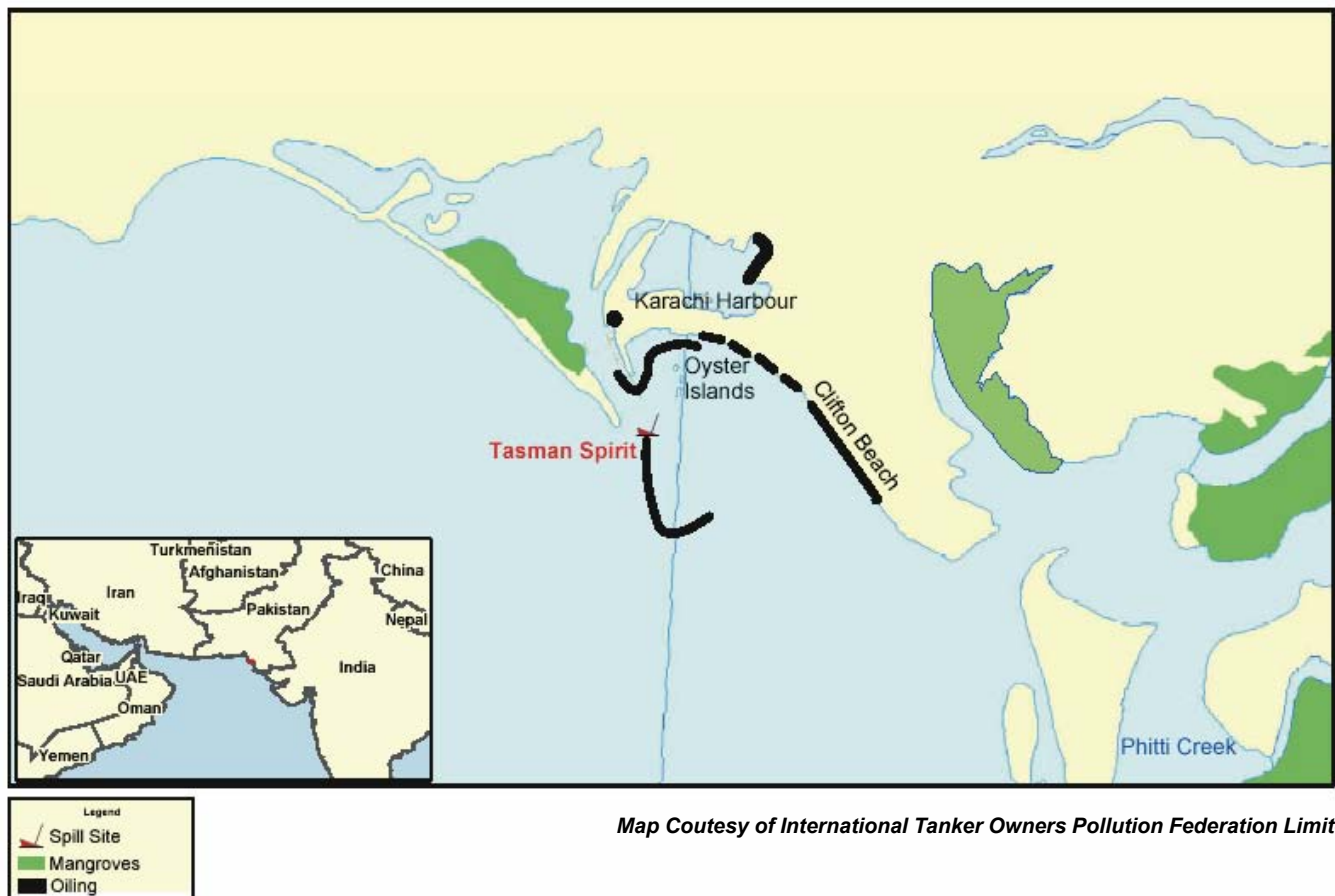 Karachi Harbour
Oyster
Islands
Clifton Beach
Tasman Spirit
Phitti Creek
Turkmenistan
Afghanistan
China
Iraq
Iran
Kuwait
Pakistan
Nepal
Qatar
Saudi Arabia
UAE
India
Oman
Yemen
Legend
Spill Site
Mangroves
Oiling
Map Coutesy of International Tanker Owners Pollution Federation Limit